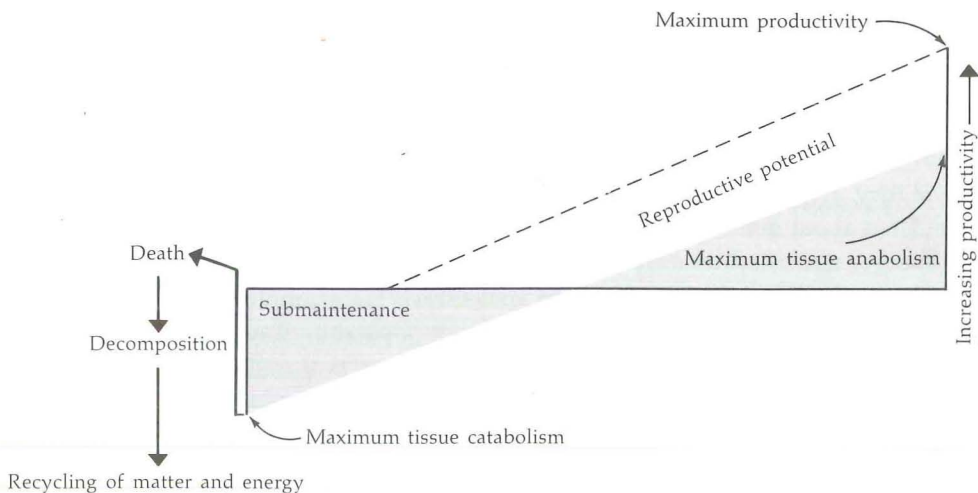 Maximum productivity
Increasing productivity
Reproductive potential
Death
Maximum tissue anabolism
Submaintenance
Decomposition
Maximum tissue catabolism
Recycling of matter and energy